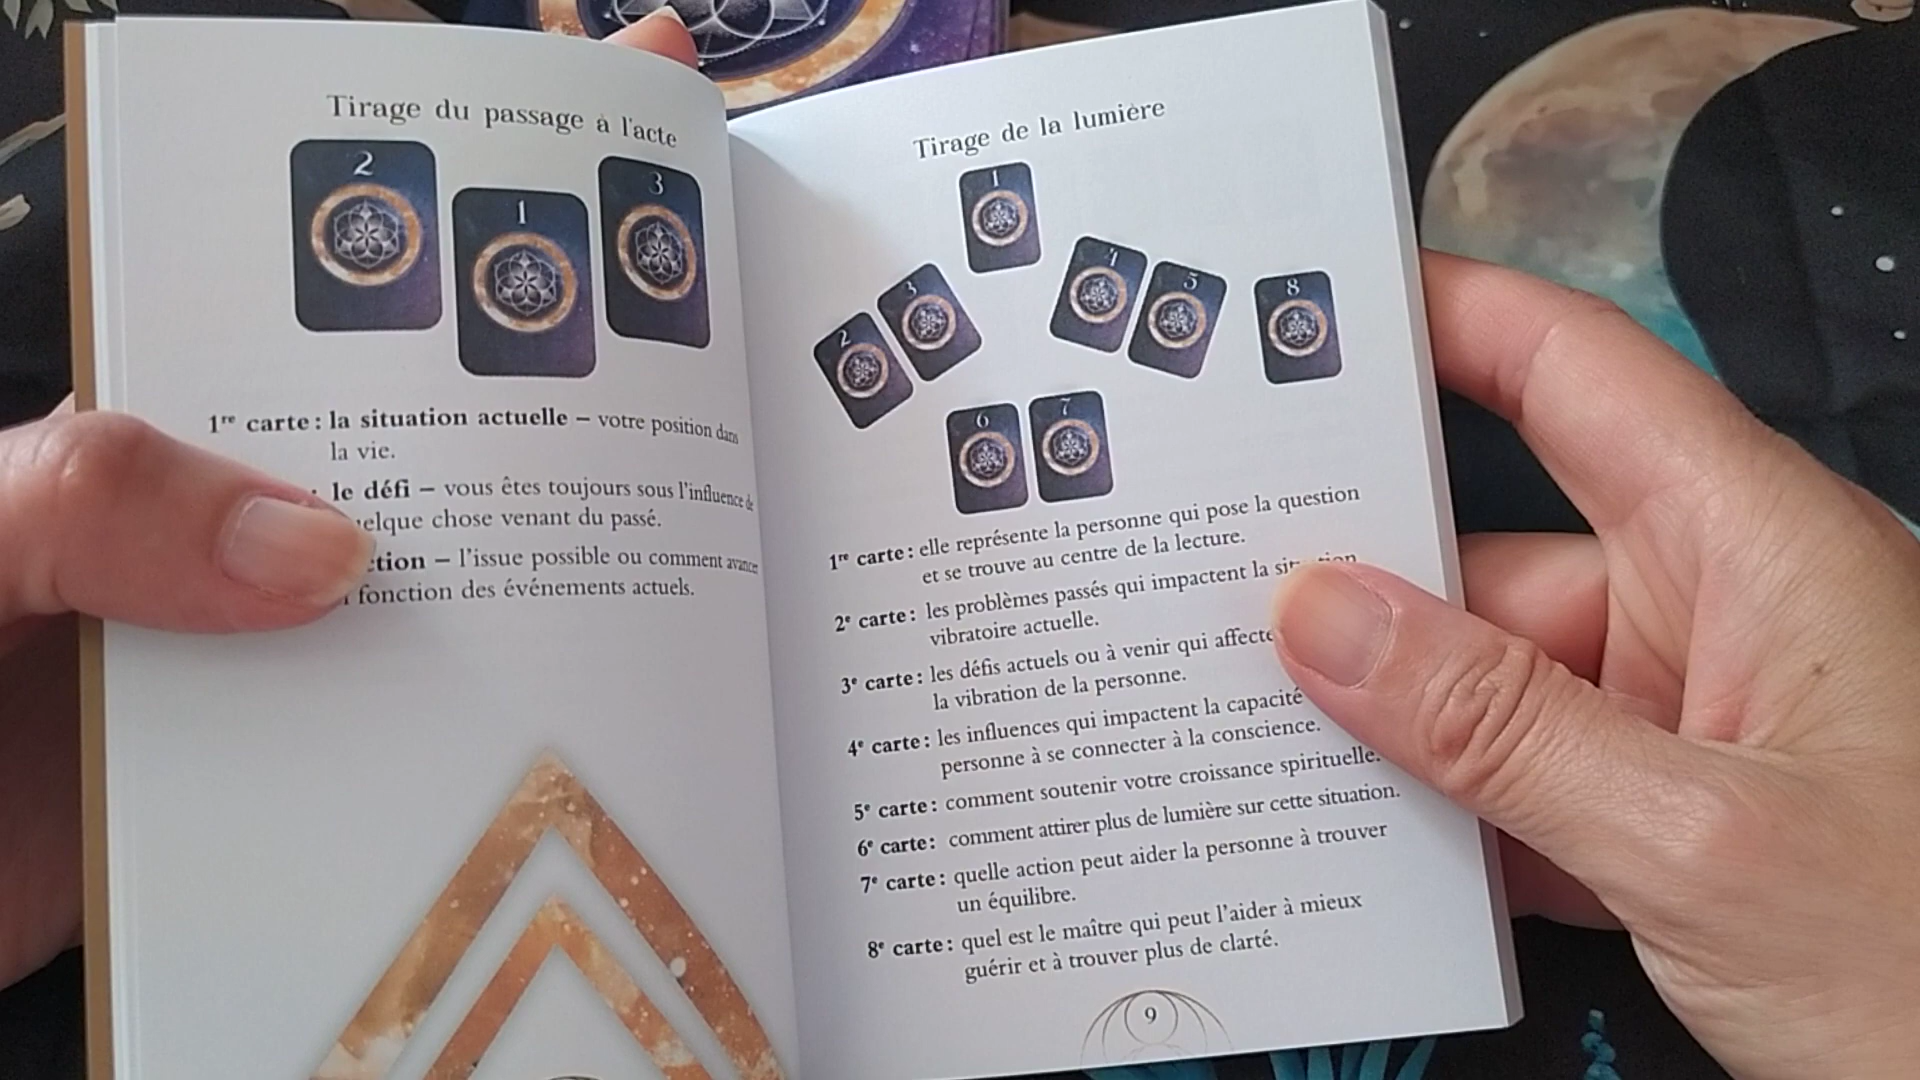 Tirage du passage à l'acte
2
1
3
1re carte : la situation actuelle – votre position dans
la vie.
: le défi – vous êtes toujours sous l'influence de
chose venant du passé.
– l'issue possible ou comment avancer
fonction des événements actuels.
Tirage de la lumière
1
2
3
4
5
8
6
7
1re carte : elle représente la personne qui pose la question
et se trouve au centre de la lecture.
2e carte : les problèmes passés qui impactent la
vibratoire actuelle.
3e carte : les défis actuels ou à venir qui
la vibration de la personne.
4e carte : les influences qui impactent la capacité
personne à se connecter à la conscience.
5e carte : comment soutenir votre croissance spirituelle.
6e carte : comment attirer plus de lumière sur cette situation.
7e carte : quelle action peut aider la personne à trouver
un équilibre.
8e carte : quel est le maître qui peut l'aider à mieux
guérir et à trouver plus de clarté.
9